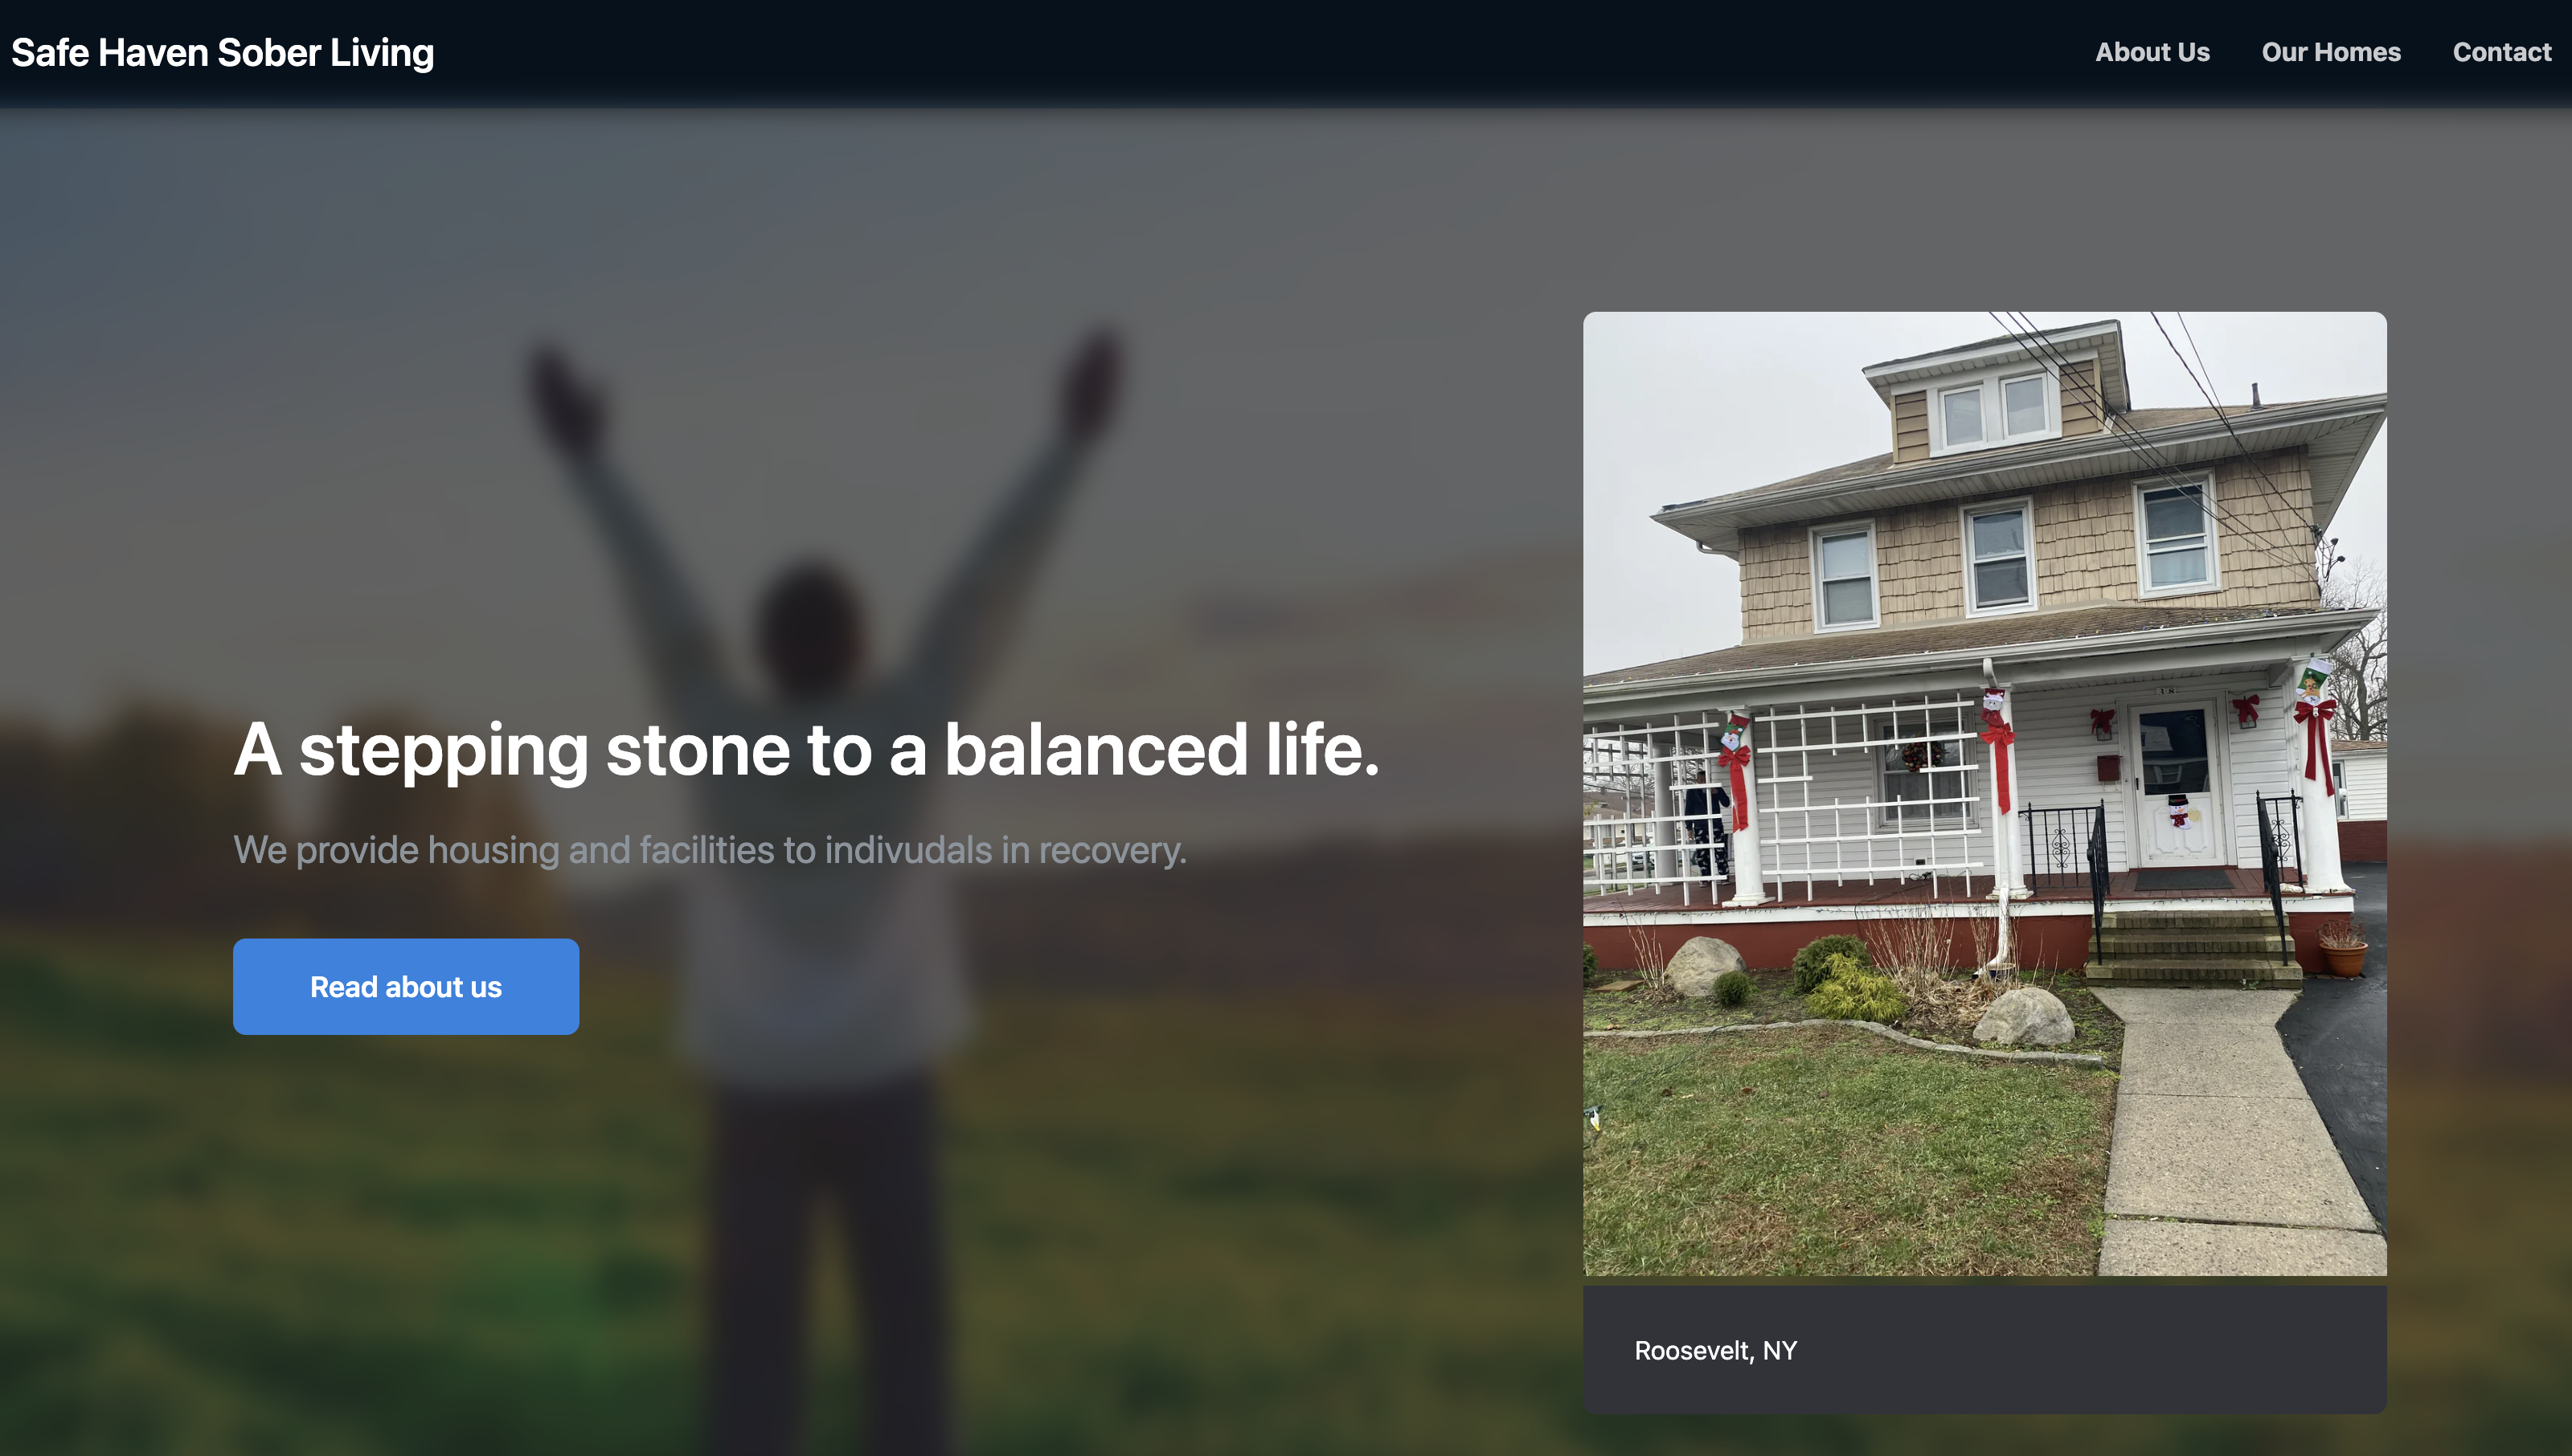 Safe Haven Sober Living
About Us
Our Homes
Contact
A stepping stone to a balanced life.
We provide housing and facilities to indivudals in recovery.
Read about us
Roosevelt, NY